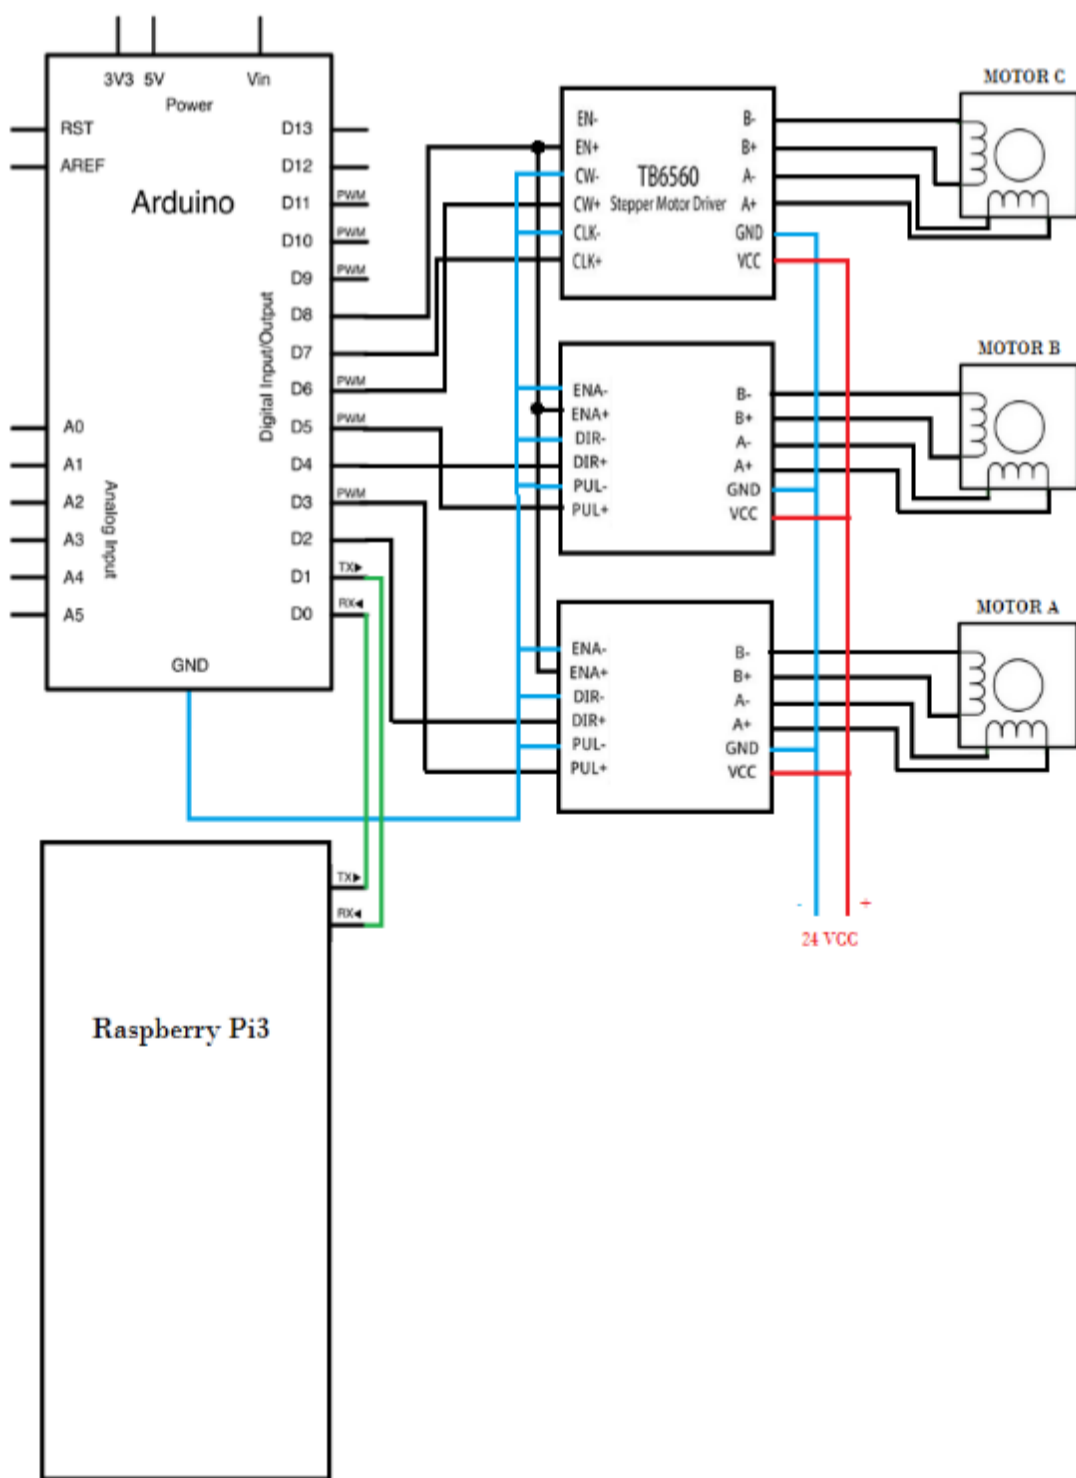 3V3 5V Vin
Power
RST
AREF
Arduino
A0
A1
A2
A3
A4
A5
Analog Input
Digital Input/Output
D13
D12
D11 PWM
D10 PWM
D9 PWM
D8
D7
D6 PWM
D5 PWM
D4
D3 PWM
D2
D1 TX▶
D0 RX◀
GND
EN-
EN+
CW-
CW+
CLK-
CLK+
TB6560
Stepper Motor Driver
B-
B+
A-
A+
GND
VCC
MOTOR C
ENA-
ENA+
DIR-
DIR+
PUL-
PUL+
B-
B+
A-
A+
GND
VCC
MOTOR B
ENA-
ENA+
DIR-
DIR+
PUL-
PUL+
B-
B+
A-
A+
GND
VCC
MOTOR A
- +
24 VCC
TX▶
RX◀
Raspberry Pi3